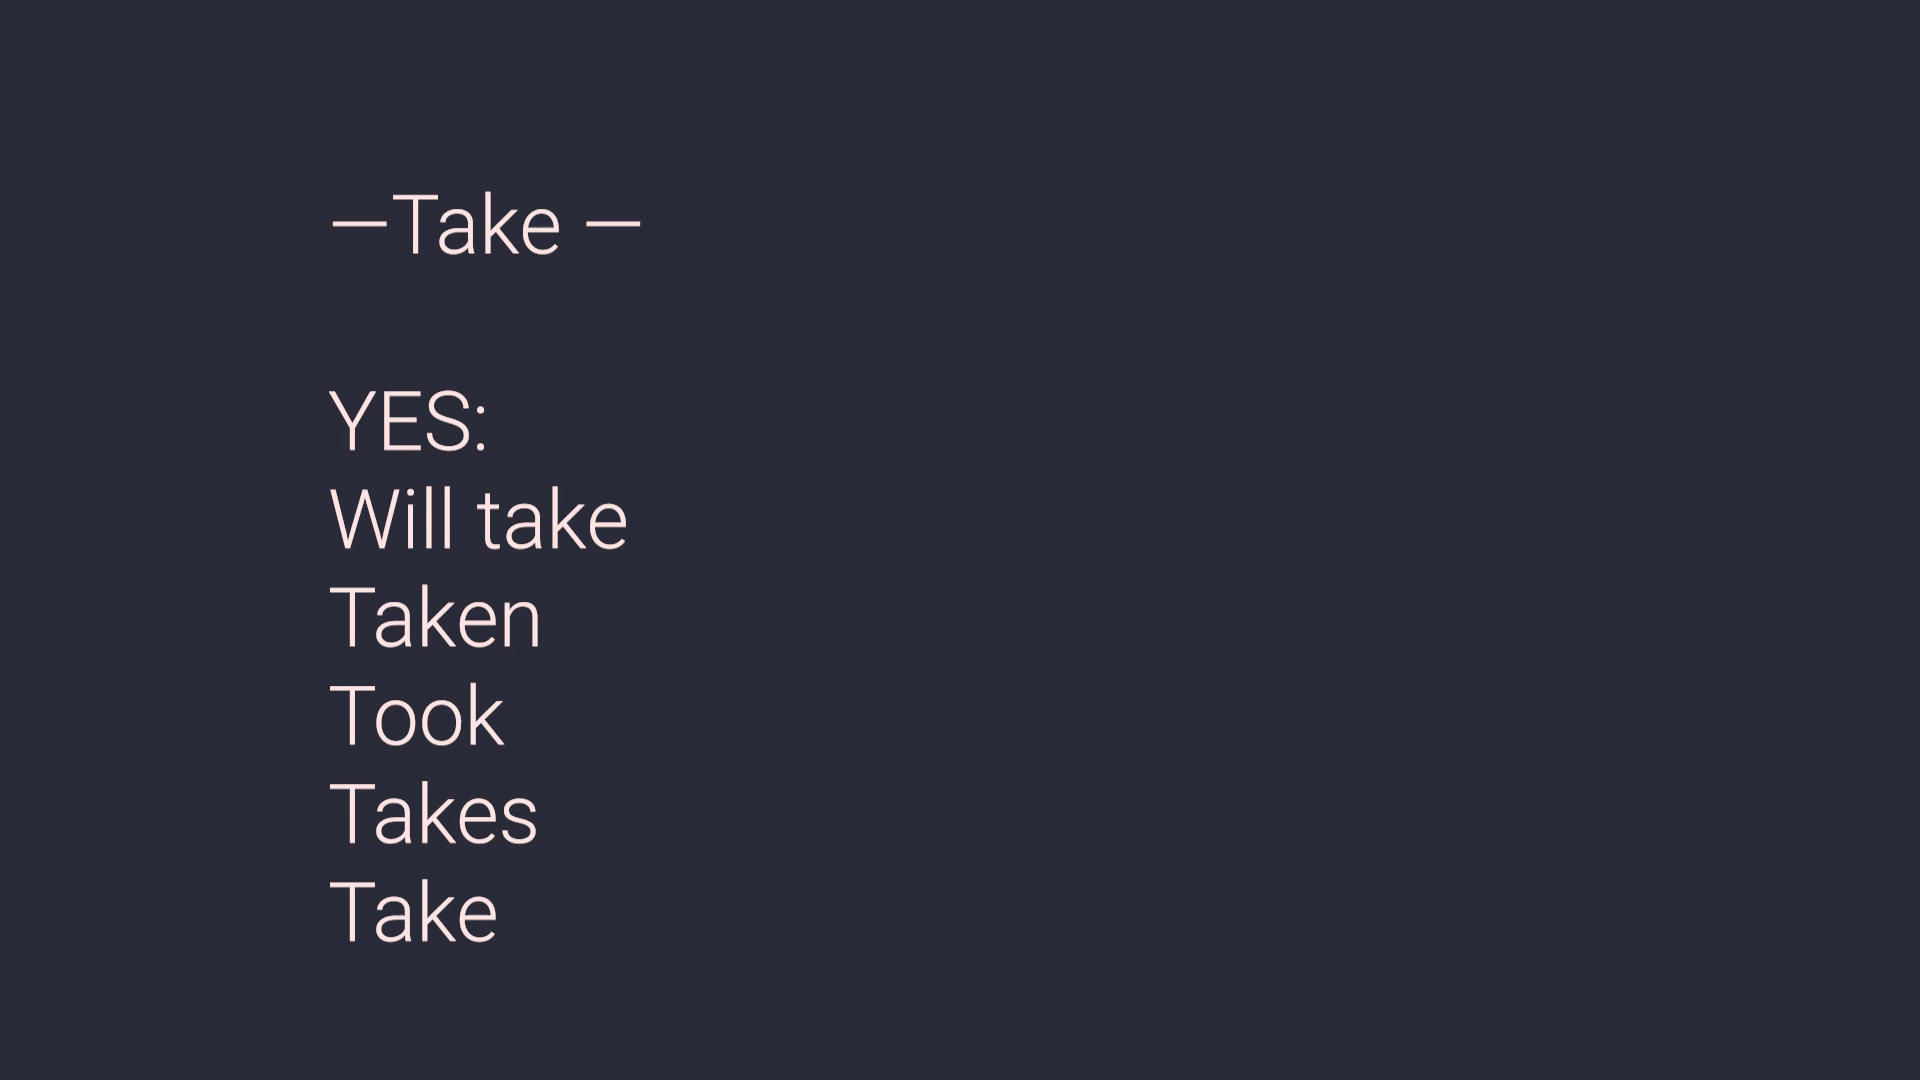 —Take —
YES:
Will take
Taken
Took
Takes
Take